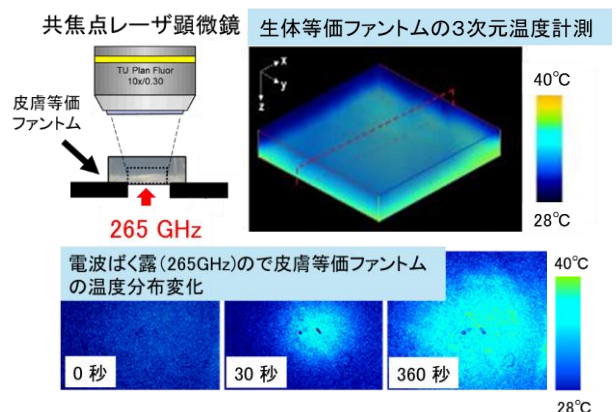 共焦点レーザ顕微鏡
生体等価ファントムの3次元温度計測
TU Plan Fluor
10x/0.30
皮膚等価
ファントム
265 GHz
x
y
z
40℃
28℃
電波ばく露(265GHz)ので皮膚等価ファントム
の温度分布変化
0 秒
30 秒
360 秒
40℃
28℃